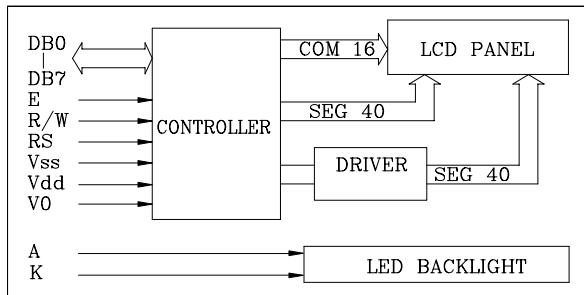 DB0
COM 16
LCD PANEL
DB7
E
SEG 40
R/W
CONTROLLER
RS
Vss
DRIVER
Vdd
SEG 40
V0
A
K
LED BACKLIGHT